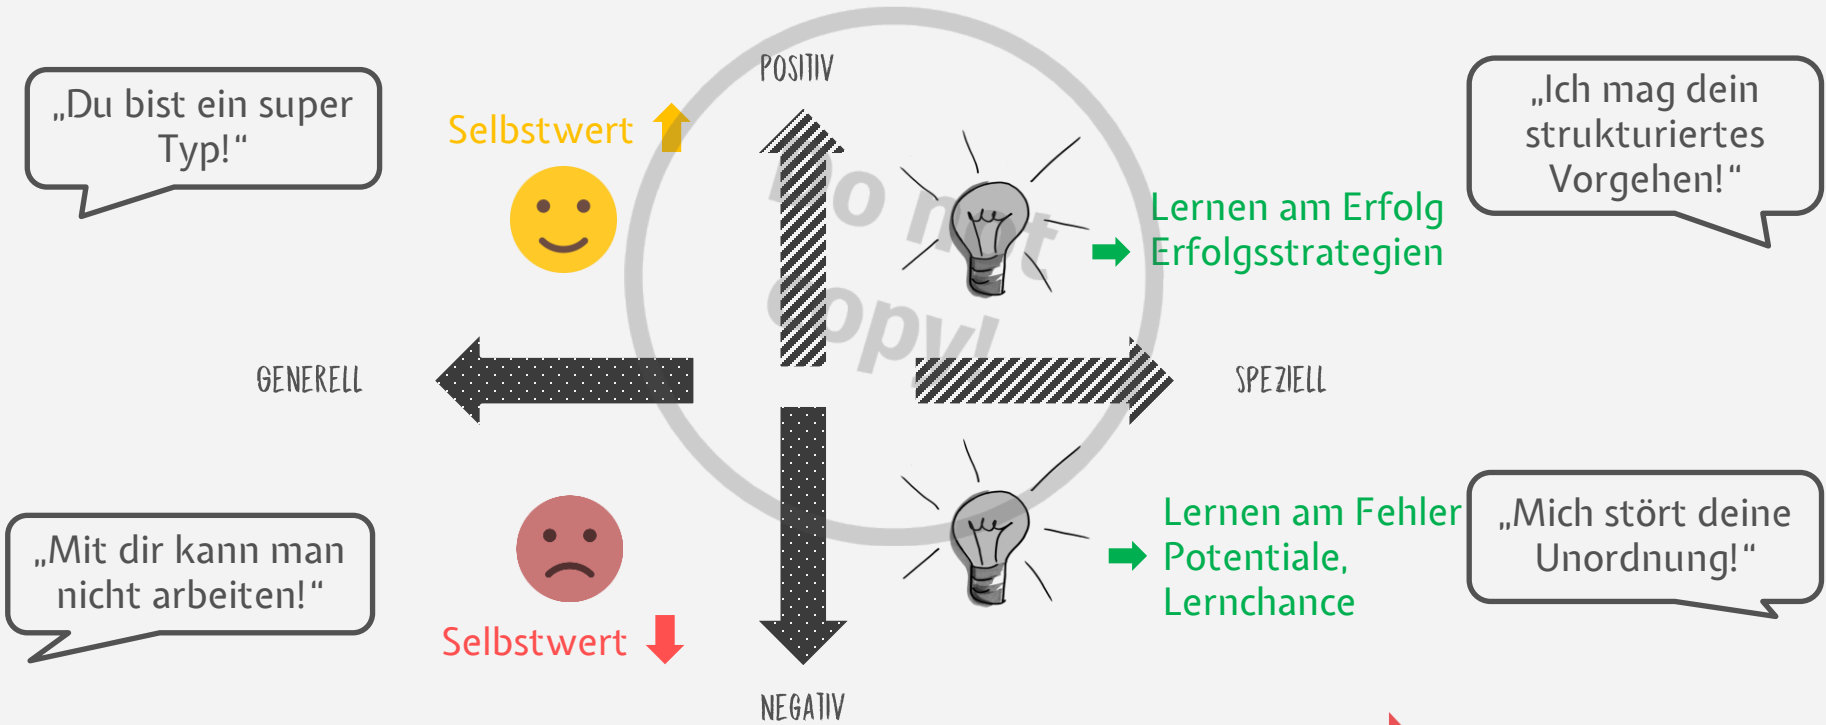 POSITIV
„Du bist ein super
Typ!“
Selbstwert
„Ich mag dein
strukturiertes
Vorgehen!“
Do not
copy!
Lernen am Erfolg
Erfolgsstrategien
GENERELL
SPEZIELL
„Mit dir kann man
nicht arbeiten!“
Selbstwert
Lernen am Fehler
Potentiale,
Lernchance
„Mich stört deine
Unordnung!“
NEGATIV